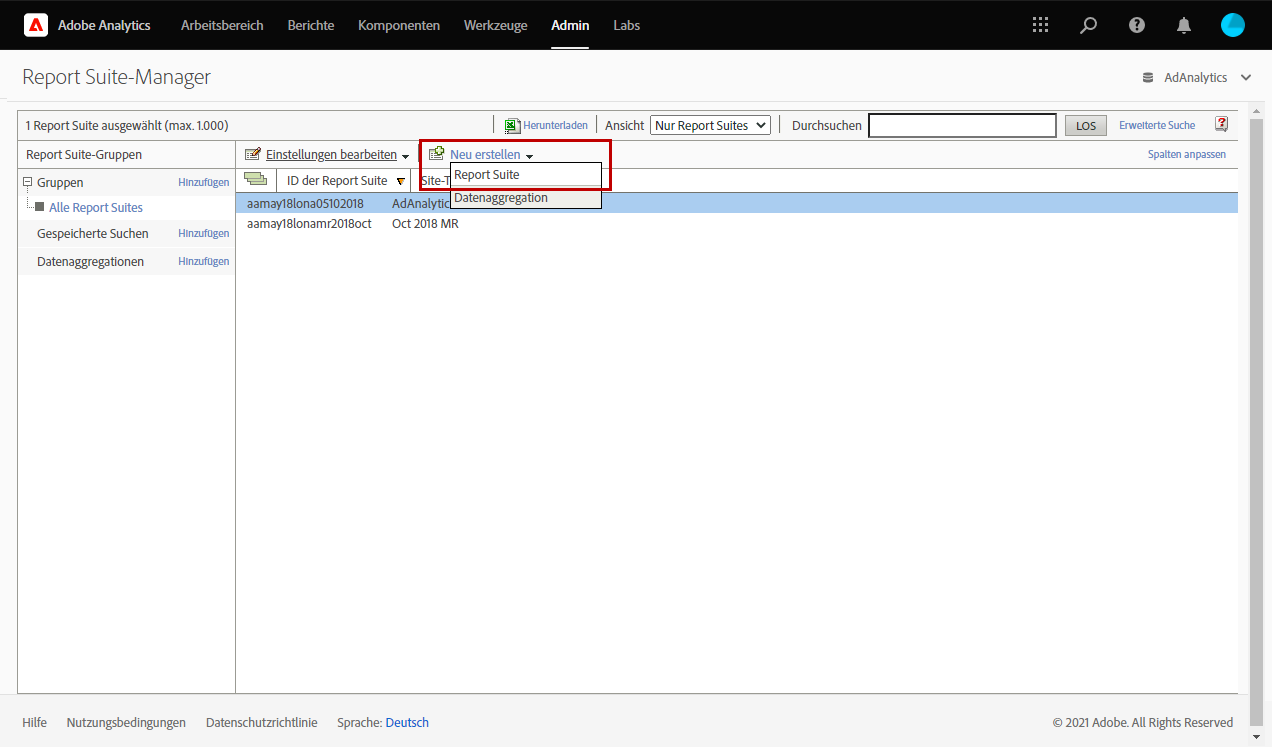 Adobe Analytics Arbeitsbereich Berichte Komponenten Werkzeuge Admin Labs
Report Suite-Manager AdAnalytics
1 Report Suite ausgewählt (max. 1.000) Herunterladen Ansicht Nur Report Suites Durchsuchen LOS Erweiterte Suche
Report Suite-Gruppen Einstellungen bearbeiten Neu erstellen Spalten anpassen
Report Suite
Gruppen Hinzufügen ID der Report Suite Site-T
Datenaggregation
Alle Report Suites aamay18lona05102018 AdAnalytic
aamay18lonamr2018oct Oct 2018 MR
Gespeicherte Suchen Hinzufügen
Datenaggregationen Hinzufügen
Hilfe Nutzungsbedingungen Datenschutzrichtlinie Sprache: Deutsch © 2021 Adobe. All Rights Reserved